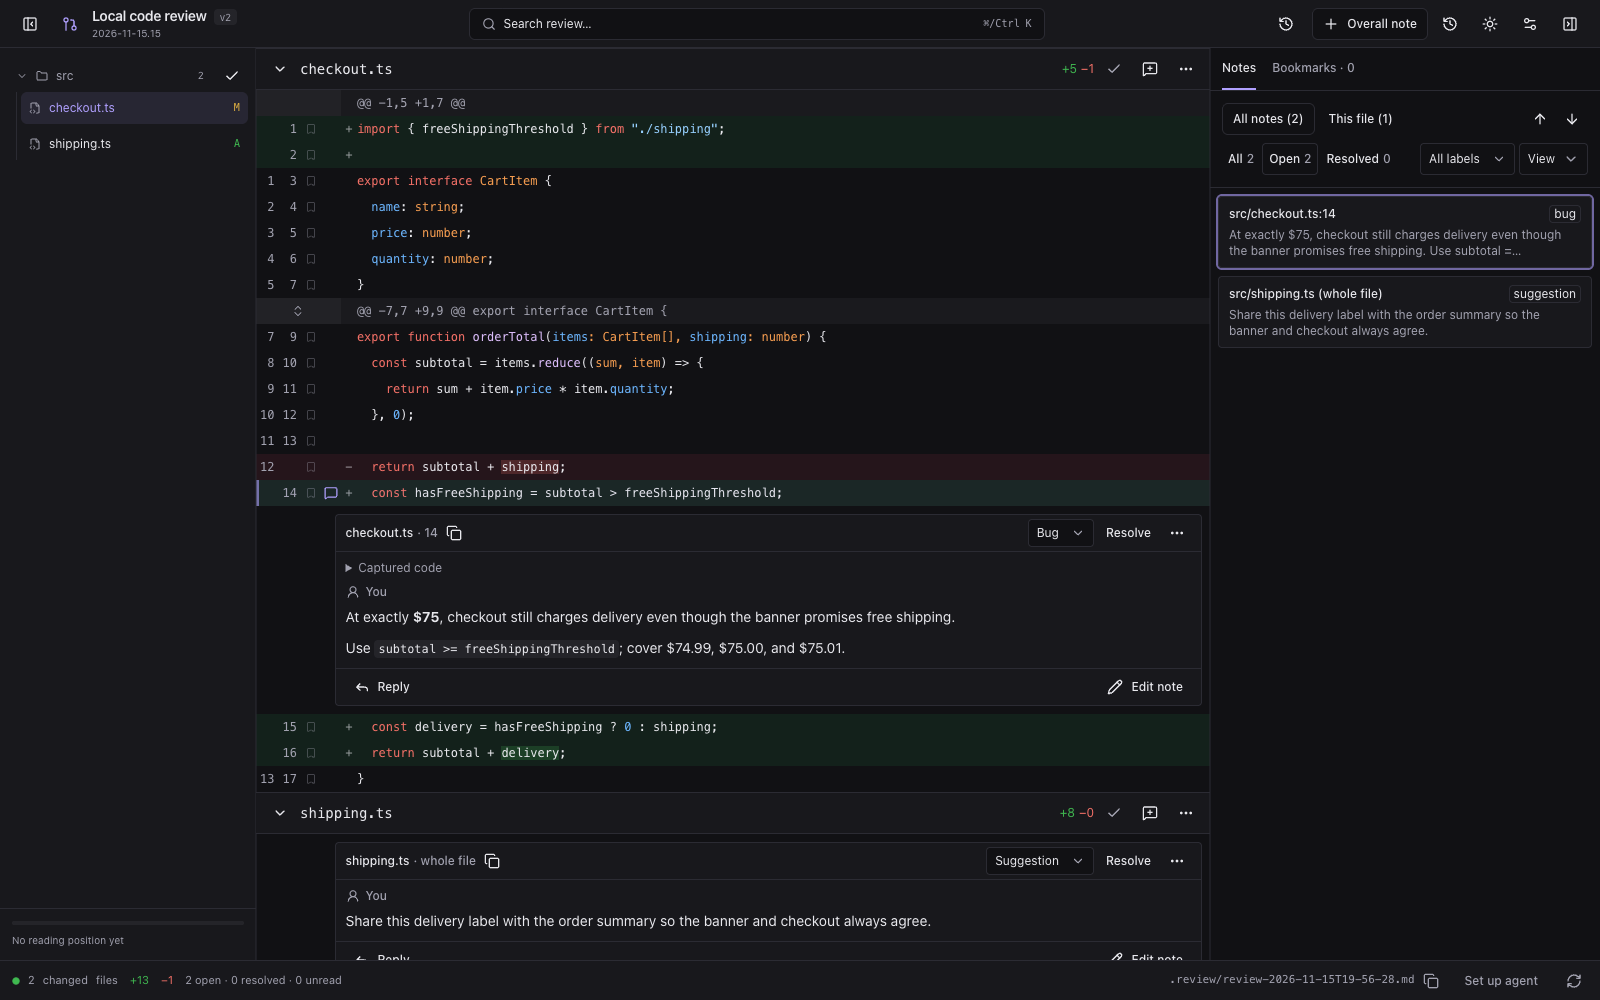 Local code review v2
2026-11-15.15
Search review...
⌘/Ctrl K
Overall note
src 2
checkout.ts M
shipping.ts A
No reading position yet
checkout.ts +5 −1
@@ −1,5 +1,7 @@
1 + import { freeShippingThreshold } from "./shipping";
2 +
1 3 export interface CartItem {
2 4 name: string;
3 5 price: number;
4 6 quantity: number;
5 7 }
@@ −7,7 +9,9 @@ export interface CartItem {
7 9 export function orderTotal(items: CartItem[], shipping: number) {
8 10 const subtotal = items.reduce((sum, item) => {
9 11 return sum + item.price * item.quantity;
10 12 }, 0);
11 13
12 − return subtotal + shipping;
14 + const hasFreeShipping = subtotal > freeShippingThreshold;
checkout.ts · 14
Bug
Resolve
Captured code
You
At exactly $75, checkout still charges delivery even though the banner promises free shipping.
Use subtotal >= freeShippingThreshold; cover $74.99, $75.00, and $75.01.
Reply
Edit note
15 + const delivery = hasFreeShipping ? 0 : shipping;
16 + return subtotal + delivery;
13 17 }
shipping.ts +8 −0
shipping.ts · whole file
Suggestion
Resolve
You
Share this delivery label with the order summary so the banner and checkout always agree.
Reply
Edit note
Notes
Bookmarks · 0
All notes (2)
This file (1)
All 2
Open 2
Resolved 0
All labels
View
src/checkout.ts:14 bug
At exactly $75, checkout still charges delivery even though
the banner promises free shipping. Use subtotal =...
src/shipping.ts (whole file) suggestion
Share this delivery label with the order summary so the
banner and checkout always agree.
2 changed files +13 −1 2 open · 0 resolved · 0 unread
.review/review-2026-11-15T19-56-28.md
Set up agent